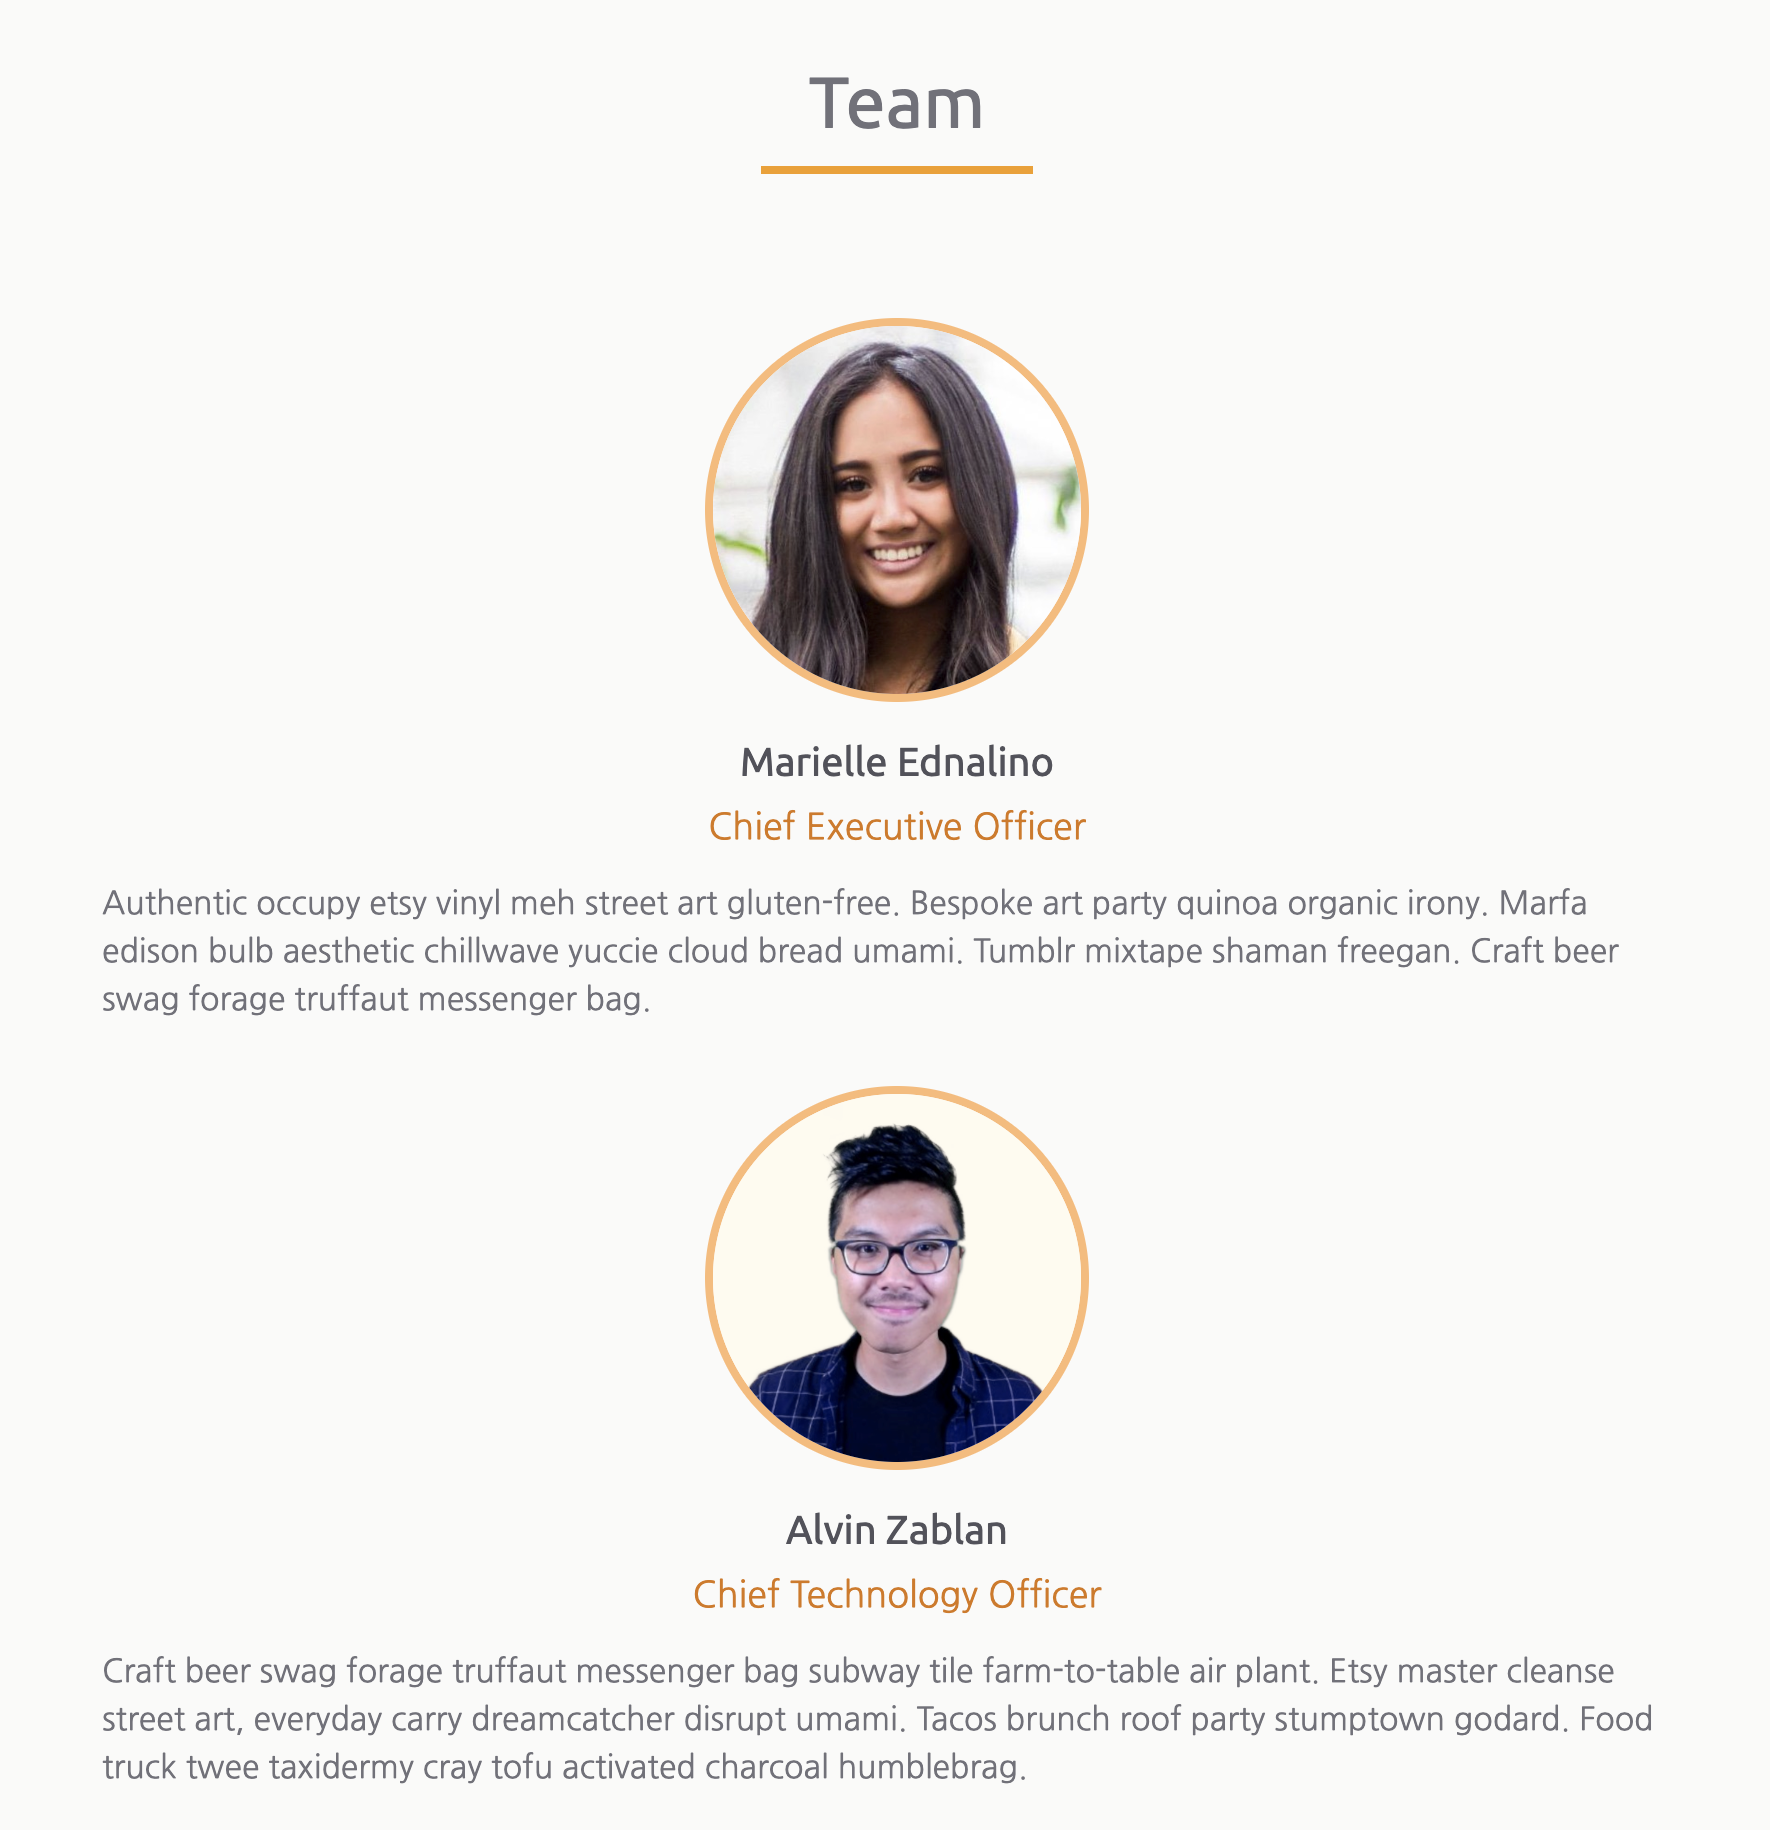 Team
Marielle Ednalino
Chief Executive Officer
Authentic occupy etsy vinyl meh street art gluten-free. Bespoke art party quinoa organic irony. Marfa
edison bulb aesthetic chillwave yuccie cloud bread umami. Tumblr mixtape shaman freegan. Craft beer
swag forage truffaut messenger bag.
Alvin Zablan
Chief Technology Officer
Craft beer swag forage truffaut messenger bag subway tile farm-to-table air plant. Etsy master cleanse
street art, everyday carry dreamcatcher disrupt umami. Tacos brunch roof party stumptown godard. Food
truck twee taxidermy cray tofu activated charcoal humblebrag.